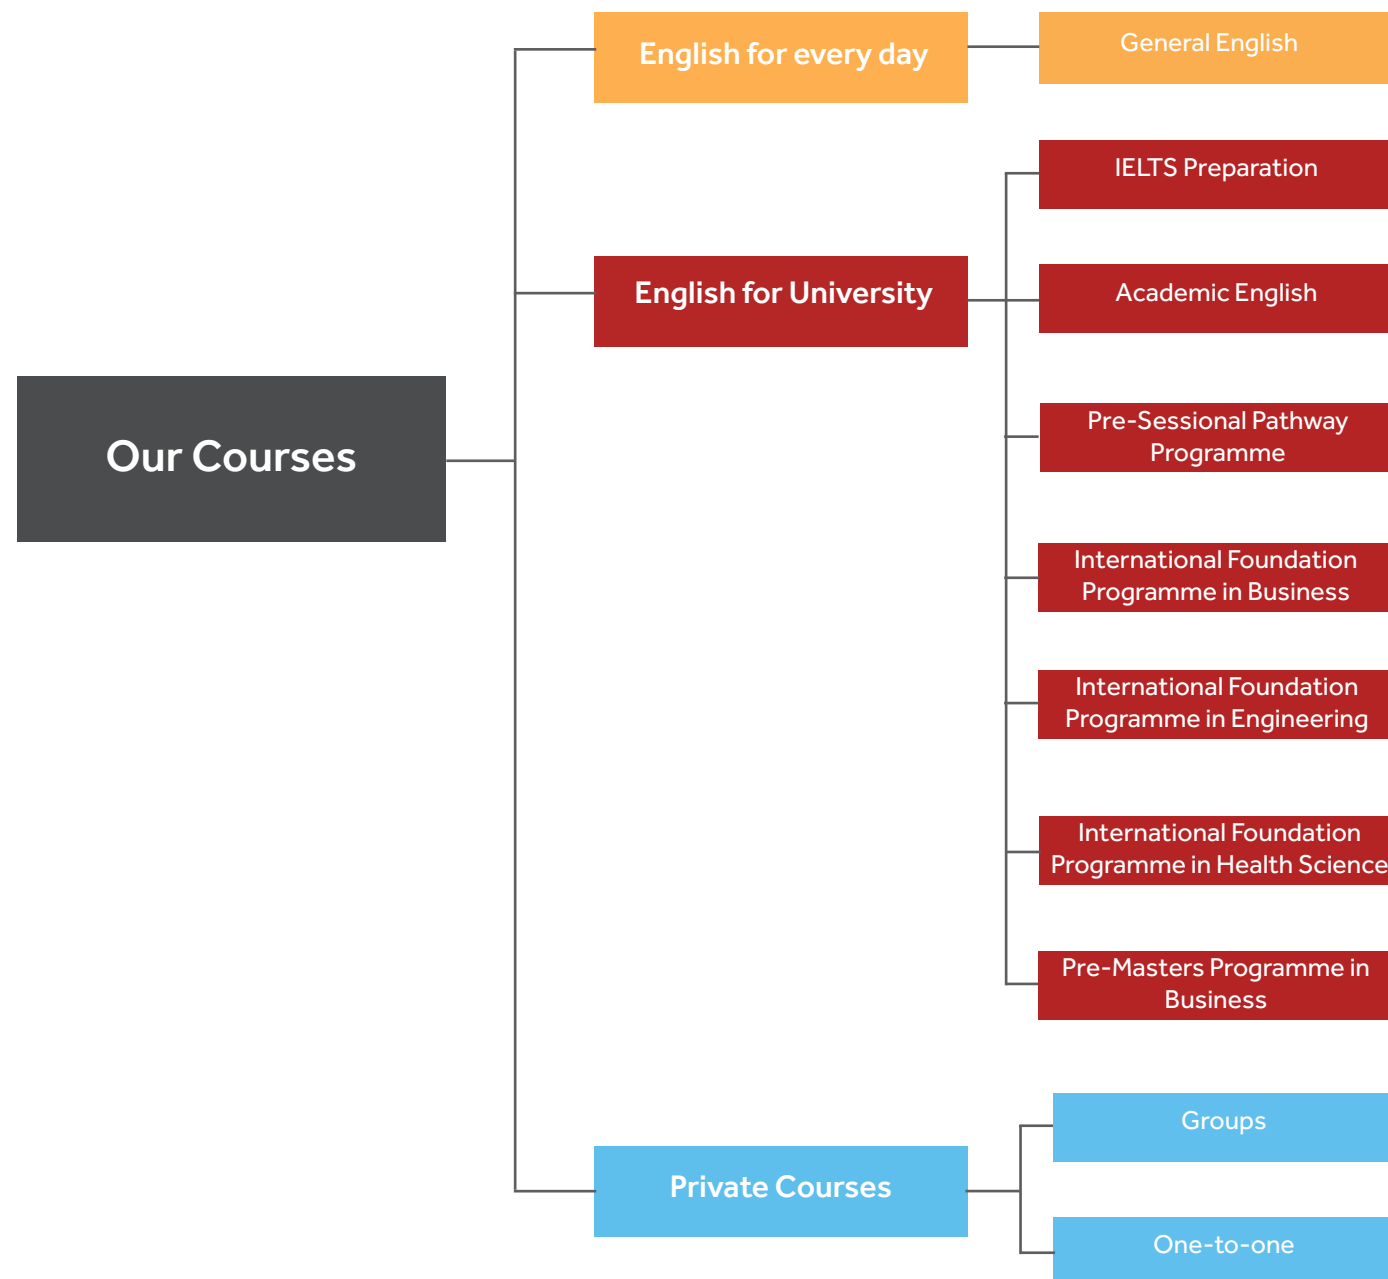 Our Courses
English for every day
General English
English for University
IELTS Preparation
Academic English
Pre-Sessional Pathway
Programme
International Foundation
Programme in Business
International Foundation
Programme in Engineering
International Foundation
Programme in Health Science
Pre-Masters Programme in
Business
Private Courses
Groups
One-to-one